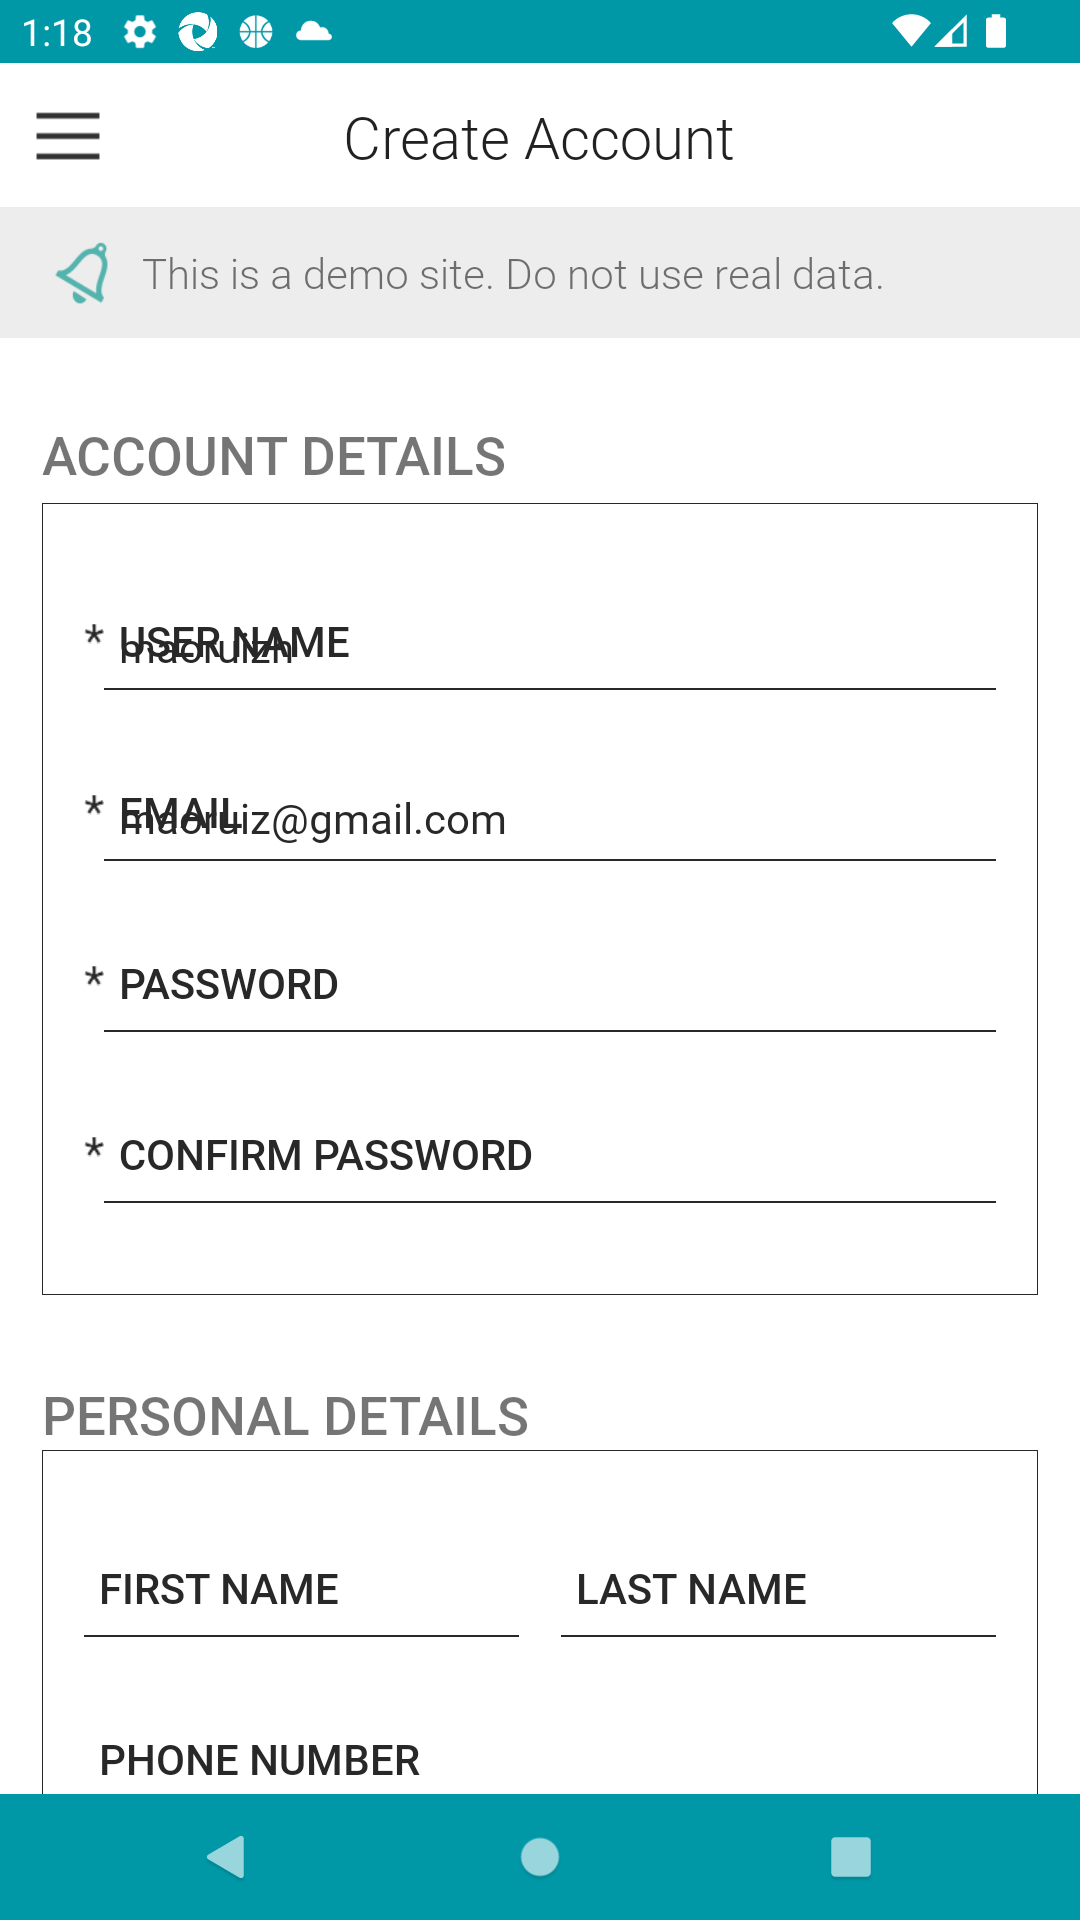 1:18
Create Account
This is a demo site. Do not use real data.
ACCOUNT DETAILS
* USER NAME
maoruizh
* EMAIL
maoruiz@gmail.com
* PASSWORD
* CONFIRM PASSWORD
PERSONAL DETAILS
FIRST NAME LAST NAME
PHONE NUMBER